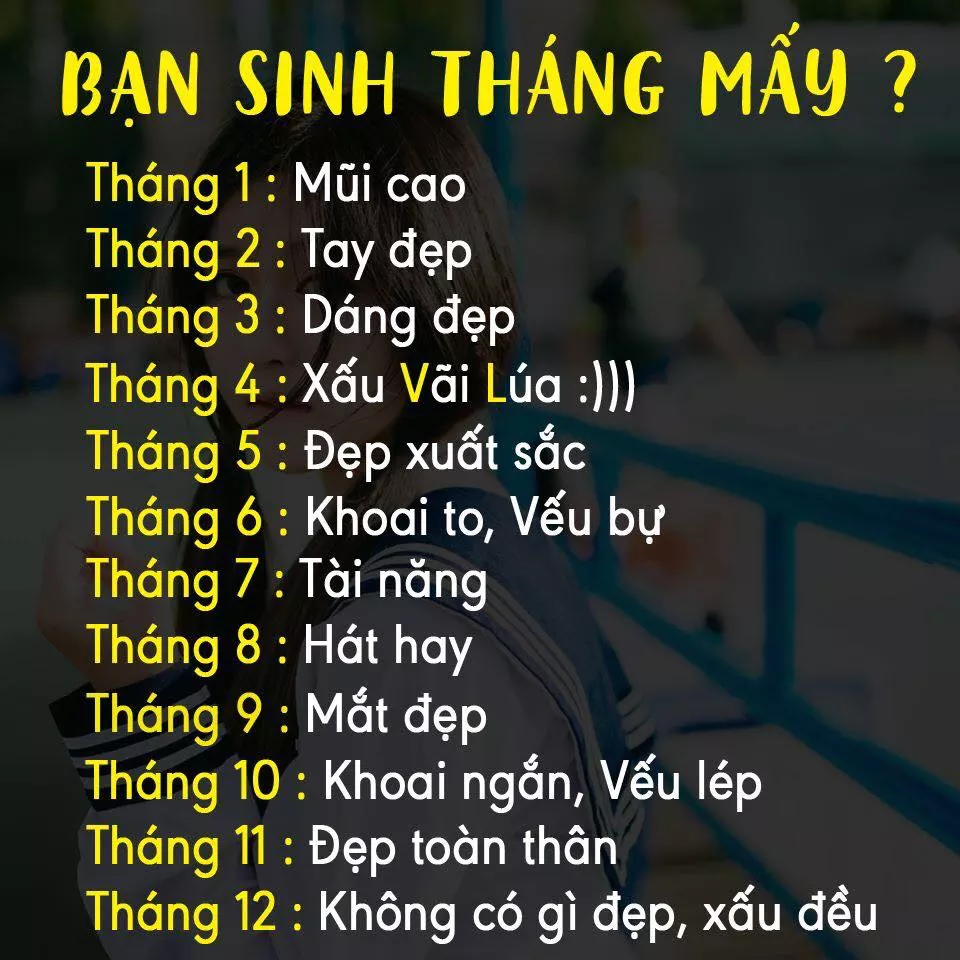 BẠN SINH THÁNG MẤY ?
Tháng 1 : Mũi cao
Tháng 2 : Tay đẹp
Tháng 3 : Dáng đẹp
Tháng 4 : Xấu Vãi Lúa :)))
Tháng 5 : Đẹp xuất sắc
Tháng 6 : Khoai to, Vếu bự
Tháng 7 : Tài năng
Tháng 8 : Hát hay
Tháng 9 : Mắt đẹp
Tháng 10 : Khoai ngắn, Vếu lép
Tháng 11 : Đẹp toàn thân
Tháng 12 : Không có gì đẹp, xấu đều